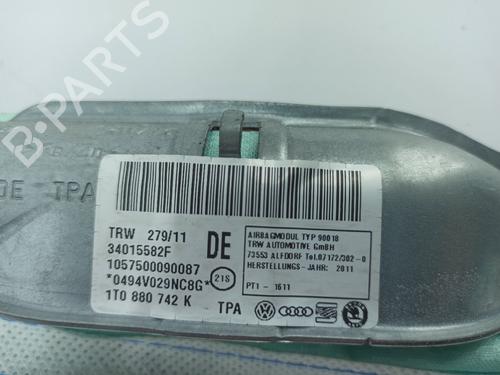 DE TPA
TRW 279/11
34015582F
1057500090087
*0494V029NC8G*
1T0 880 742 K
DE
21S
TPA
AIRBAGMODUL TYP 90018
TRW AUTOMOTIVE GmBH
73553 ALFDORF Tel.07172/302-0
HERSTELLUNGS-JAHR: 2011
PT1 - 1611
B-PARTS